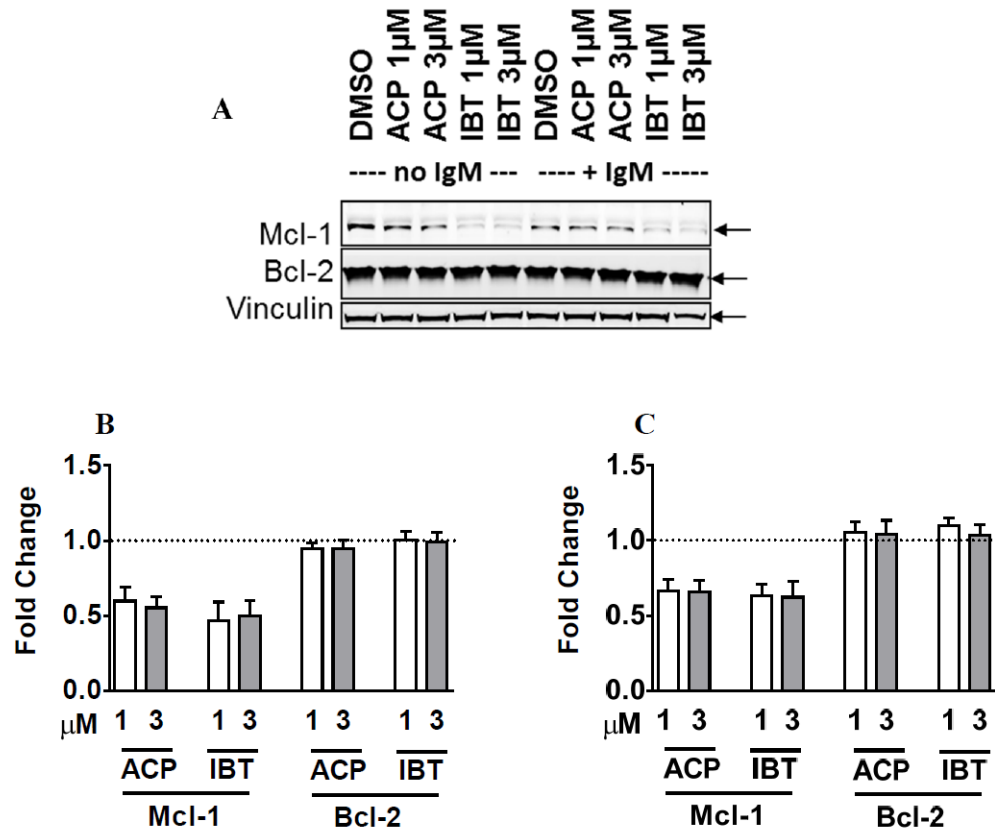 A
DMSO
ACP 1µM
ACP 3µM
IBT 1µM
IBT 3µM
DMSO
ACP 1µM
ACP 3µM
IBT 1µM
IBT 3µM
---- no IgM --- ---- + IgM -----
Mcl-1
Bcl-2
Vinculin
B
Fold Change
1.5
1.0
0.5
0.0
µM 1 3 1 3 1 3 1 3
ACP IBT ACP IBT
Mcl-1 Bcl-2
C
Fold Change
1.5
1.0
0.5
0.0
µM 1 3 1 3 1 3 1 3
ACP IBT ACP IBT
Mcl-1 Bcl-2